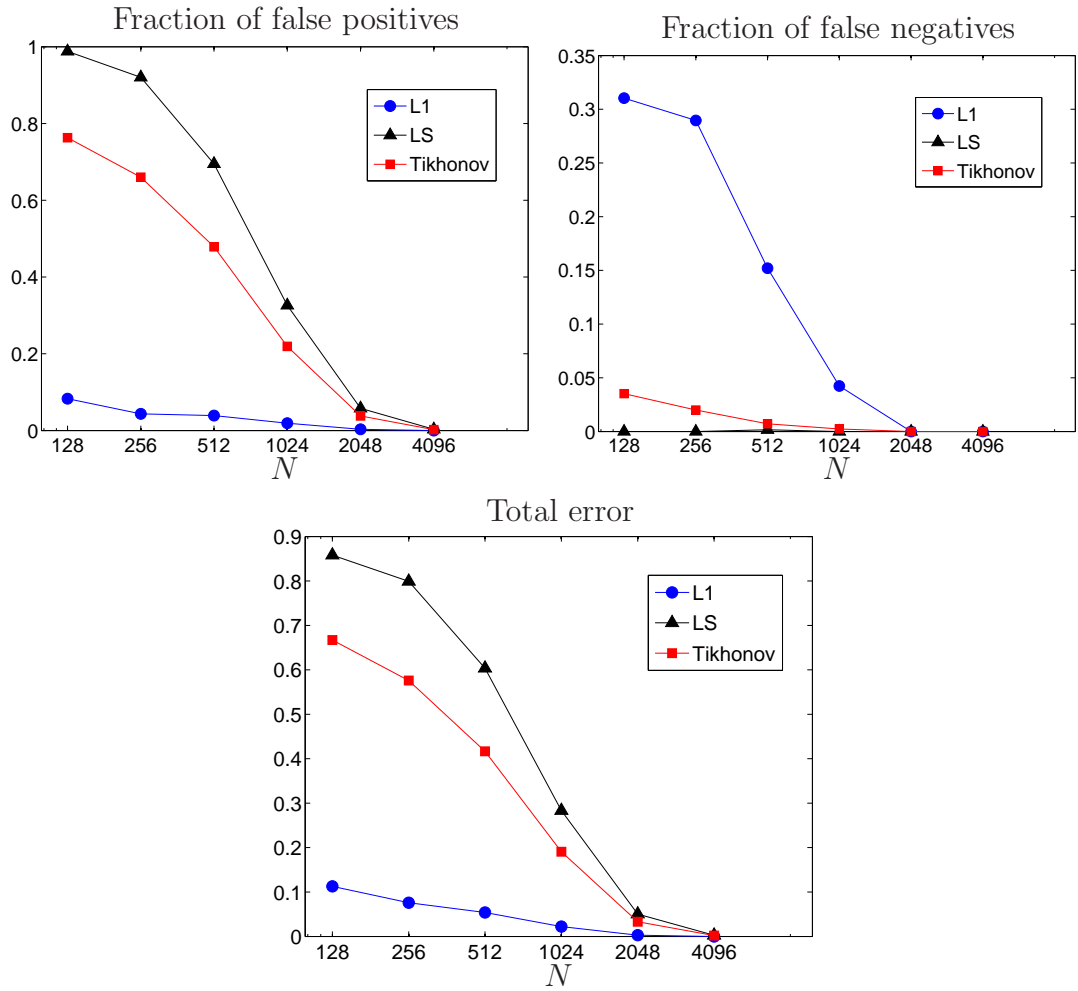 Fraction of false positives
1
0.8
0.6
0.4
0.2
0
128 256 512 1024 2048 4096
N
L1
LS
Tikhonov
Fraction of false negatives
0.35
0.3
0.25
0.2
0.15
0.1
0.05
0
128 256 512 1024 2048 4096
N
L1
LS
Tikhonov
Total error
0.9
0.8
0.7
0.6
0.5
0.4
0.3
0.2
0.1
0
128 256 512 1024 2048 4096
N
L1
LS
Tikhonov